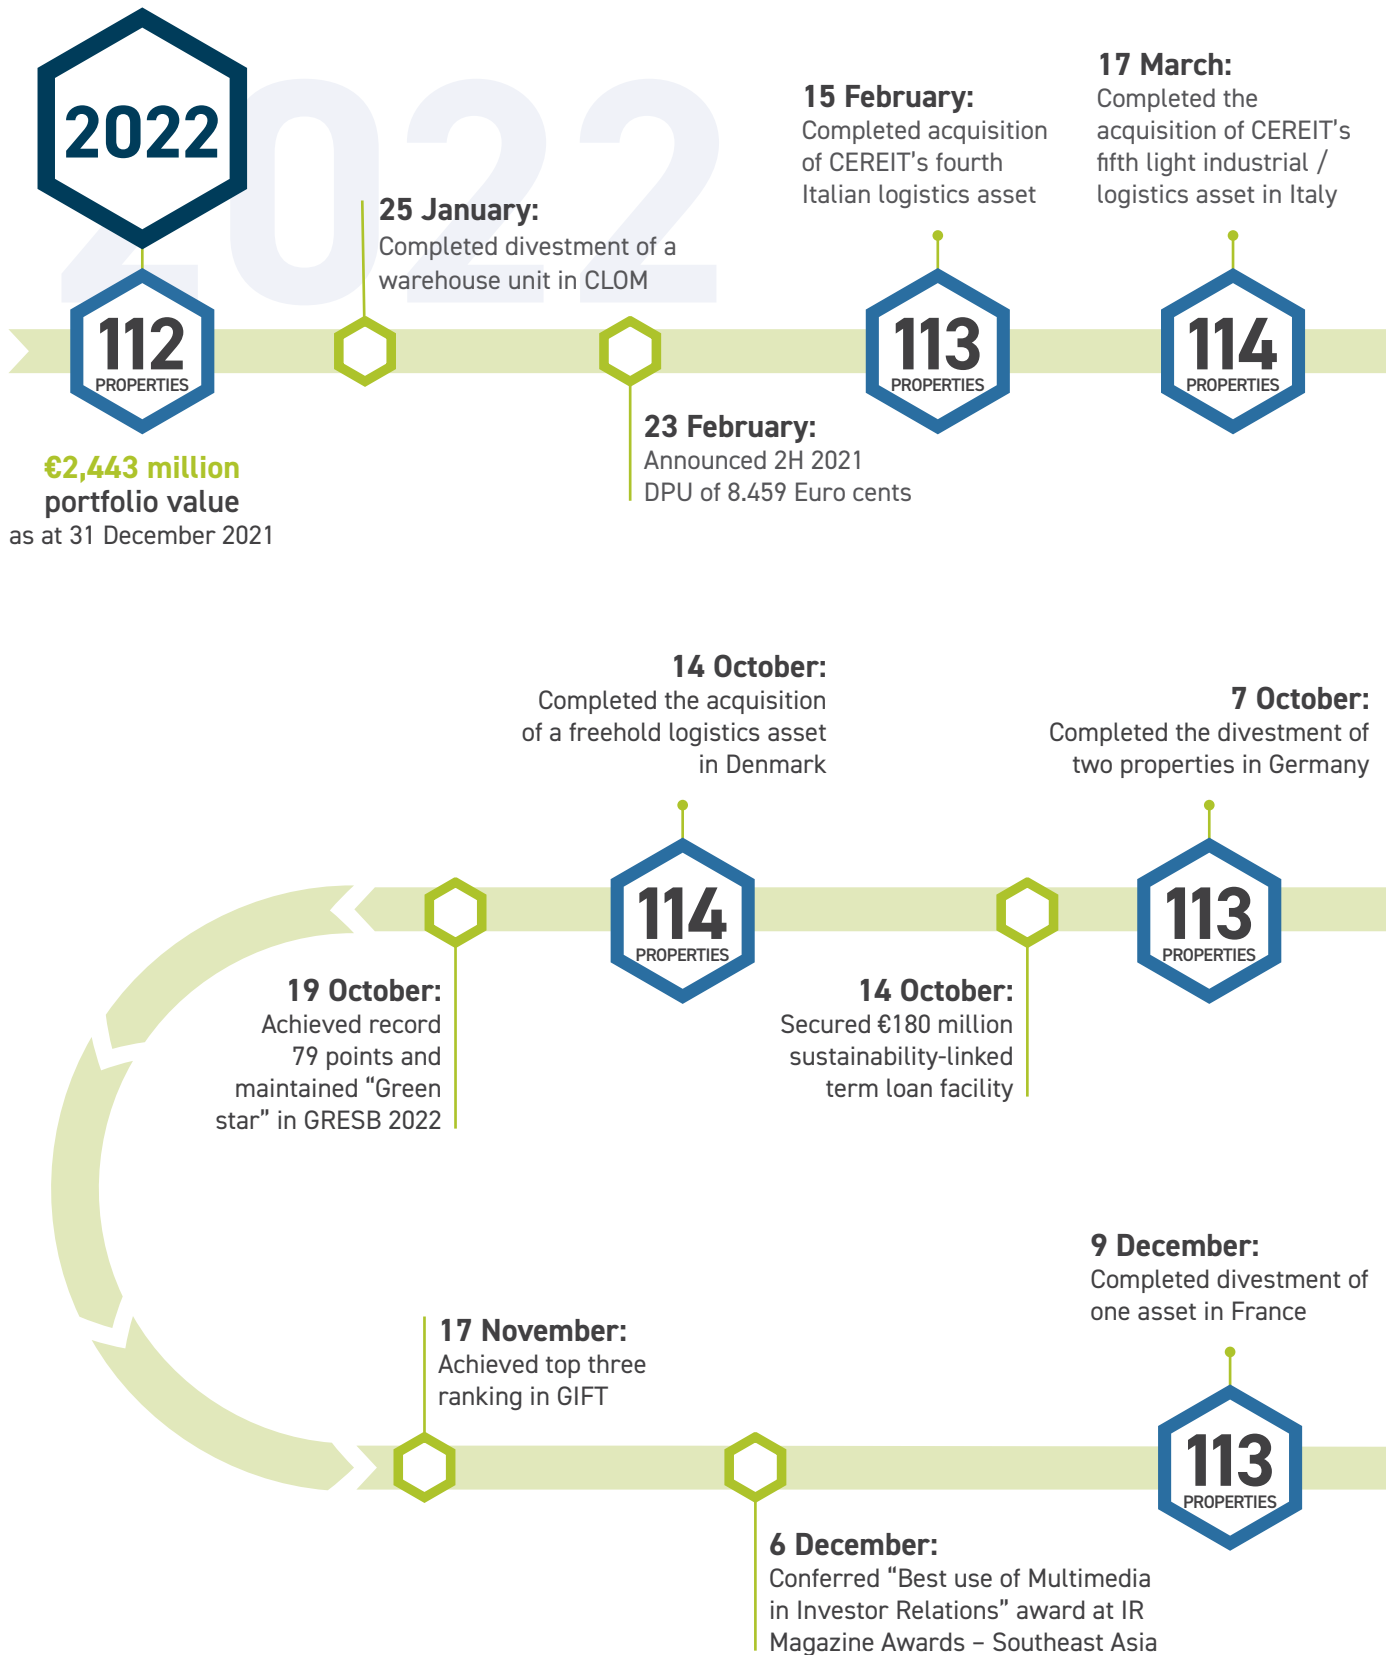 2022
2022
112
PROPERTIES
€2,443 million
portfolio value
as at 31 December 2021
25 January:
Completed divestment of a
warehouse unit in CLOM
23 February:
Announced 2H 2021
DPU of 8.459 Euro cents
15 February:
Completed acquisition
of CEREIT's fourth
Italian logistics asset
113
PROPERTIES
17 March:
Completed the
acquisition of CEREIT's
fifth light industrial /
logistics asset in Italy
114
PROPERTIES
7 October:
Completed the divestment of
two properties in Germany
113
PROPERTIES
14 October:
Secured €180 million
sustainability-linked
term loan facility
14 October:
Completed the acquisition
of a freehold logistics asset
in Denmark
114
PROPERTIES
19 October:
Achieved record
79 points and
maintained “Green
star” in GRESB 2022
17 November:
Achieved top three
ranking in GIFT
6 December:
Conferred “Best use of Multimedia
in Investor Relations” award at IR
Magazine Awards – Southeast Asia
9 December:
Completed divestment of
one asset in France
113
PROPERTIES